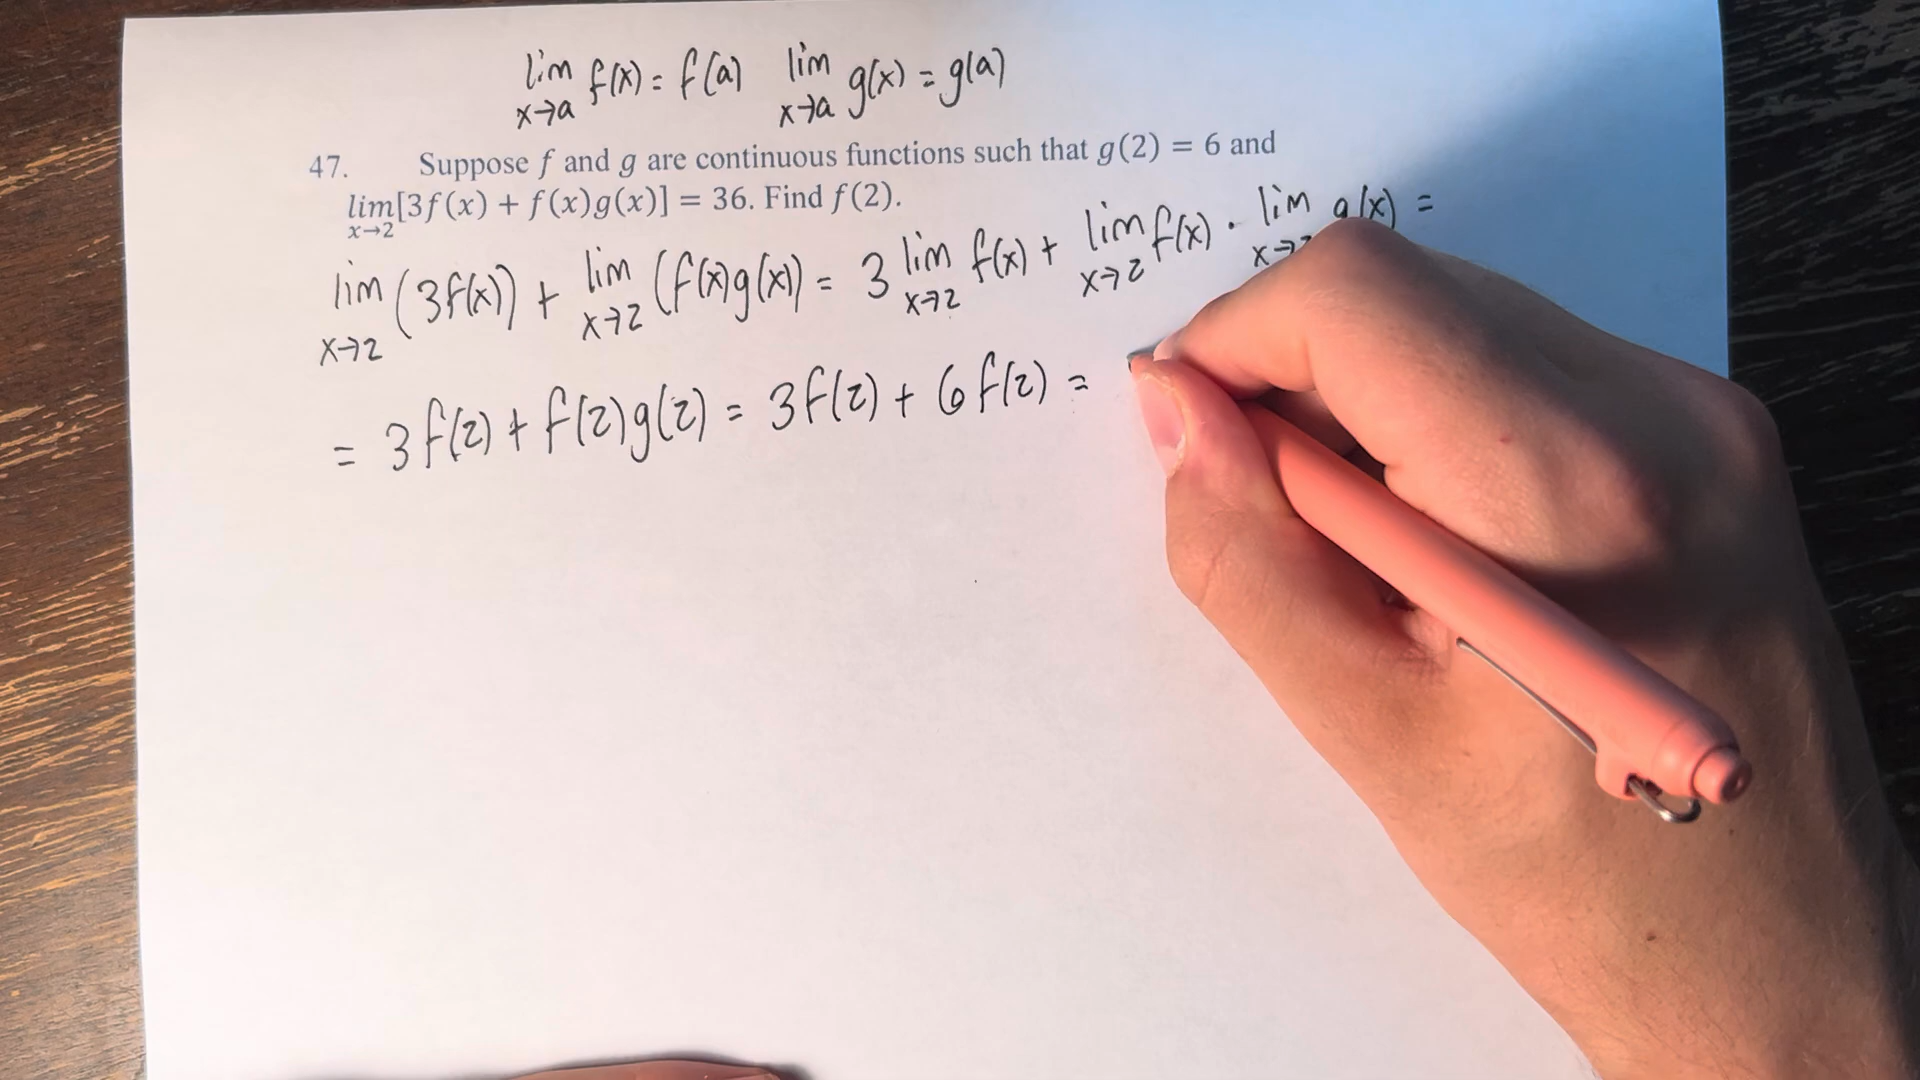 lim x→a f(x) = f(a) lim x→a g(x) = g(a)
47. Suppose f and g are continuous functions such that g(2) = 6 and
lim x→2 [3f(x) + f(x)g(x)] = 36. Find f(2).
lim x→2 (3f(x)) + lim x→2 (f(x)g(x)) = 3 lim x→2 f(x) + lim x→2 f(x) · lim x→ g(x) =
= 3f(2) + f(2)g(2) = 3f(2) + 6f(2) =